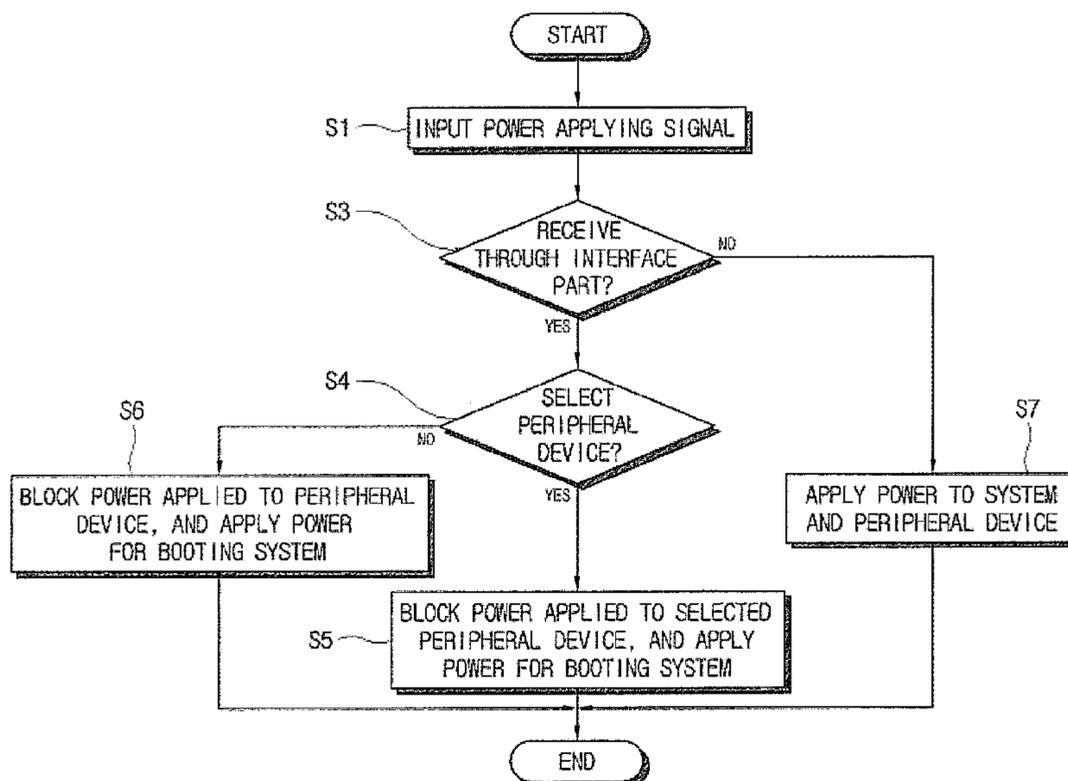 START
S1
INPUT POWER APPLYING SIGNAL
S3
RECEIVE
THROUGH INTERFACE
PART?
NO
YES
S4
SELECT
PERIPHERAL
DEVICE?
NO
YES
S6
BLOCK POWER APPLIED TO PERIPHERAL
DEVICE, AND APPLY POWER
FOR BOOTING SYSTEM
S7
APPLY POWER TO SYSTEM
AND PERIPHERAL DEVICE
S5
BLOCK POWER APPLIED TO SELECTED
PERIPHERAL DEVICE, AND APPLY
POWER FOR BOOTING SYSTEM
END